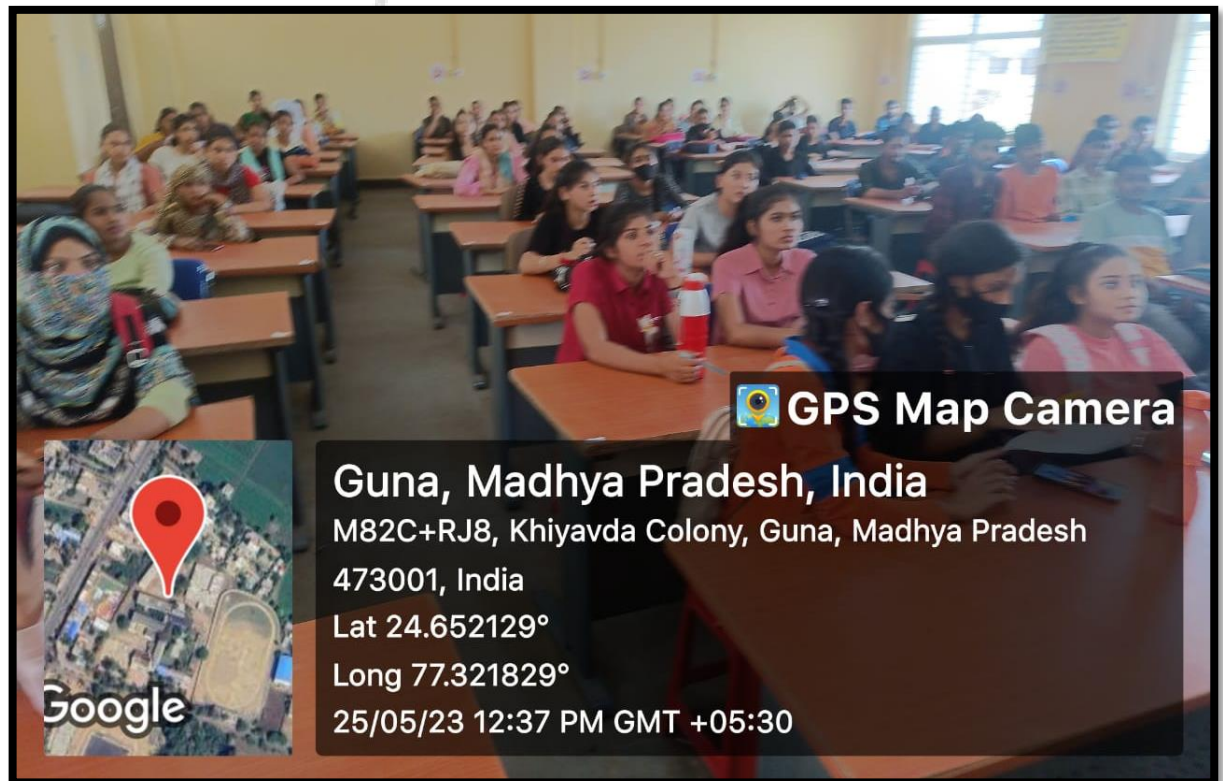 GPS Map Camera
Guna, Madhya Pradesh, India
M82C+RJ8, Khiyavda Colony, Guna, Madhya Pradesh
473001, India
Lat 24.652129°
Long 77.321829°
25/05/23 12:37 PM GMT +05:30
Google